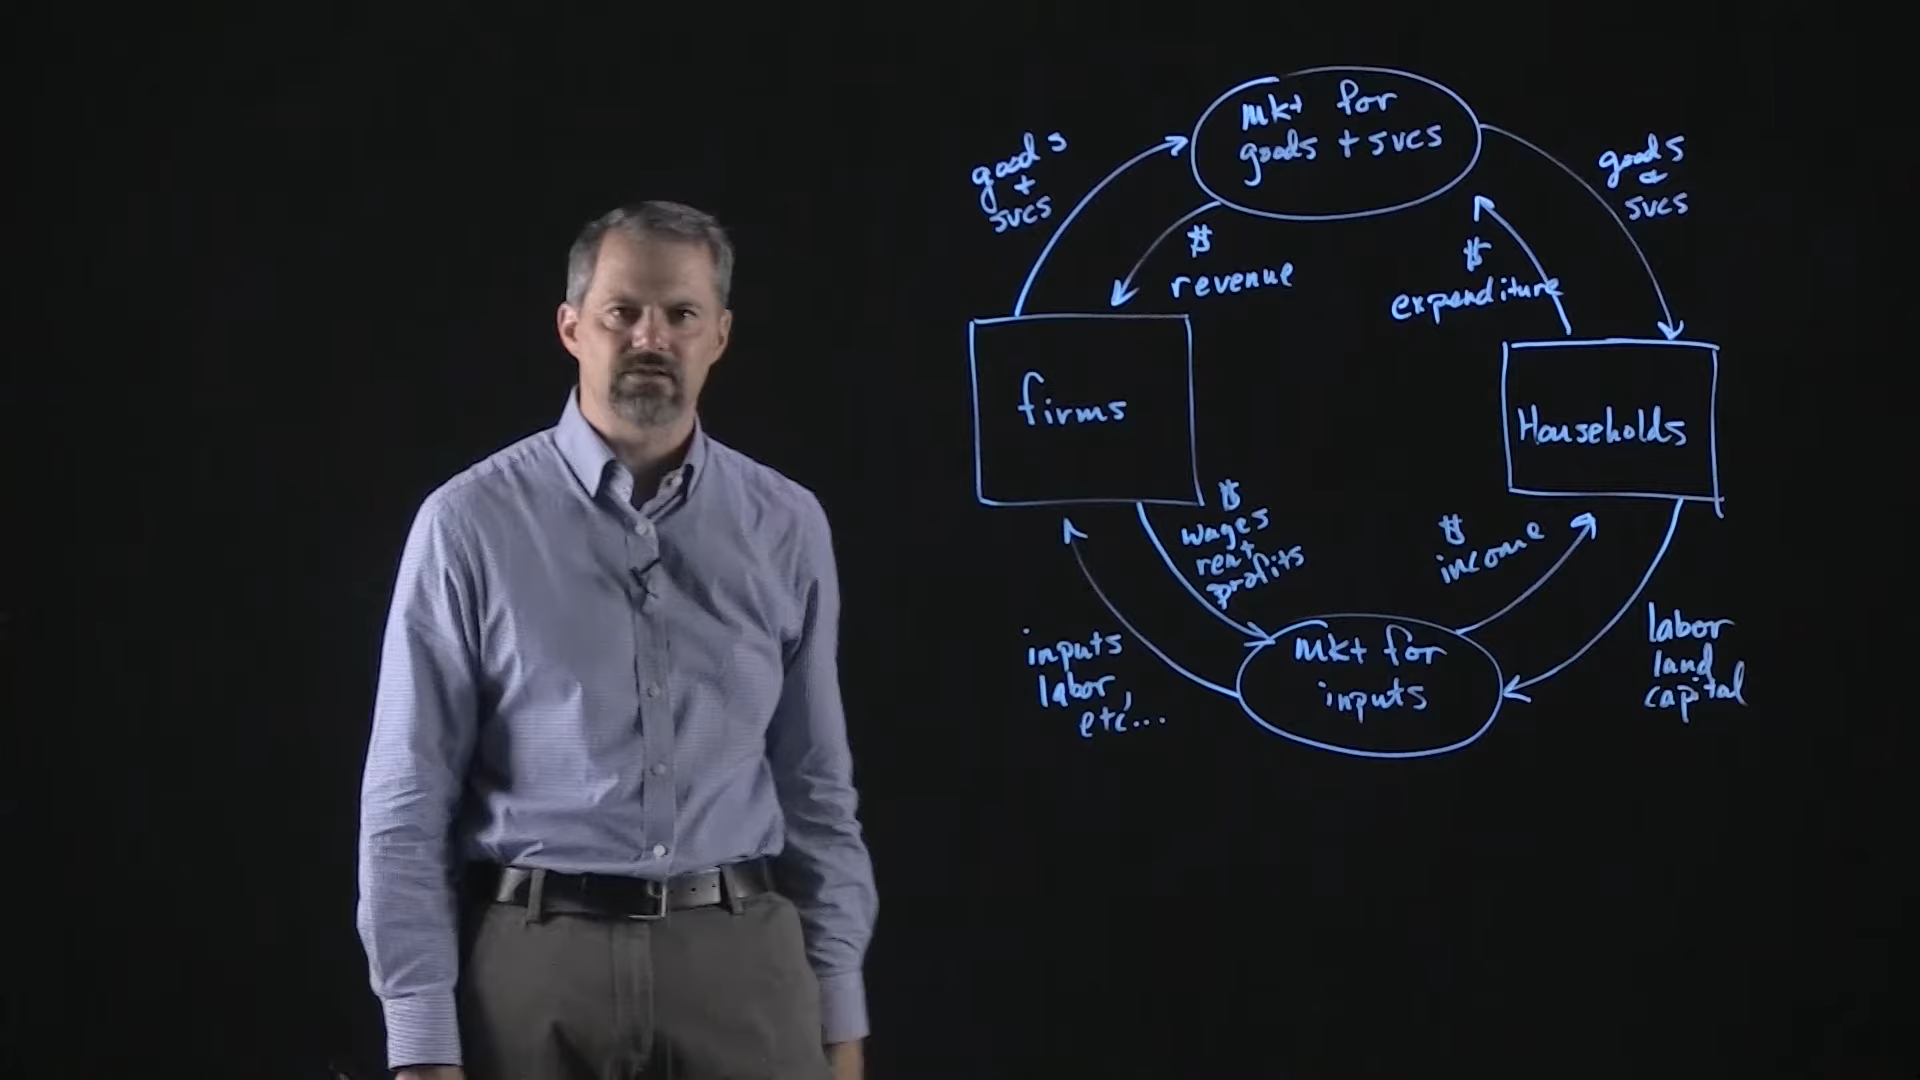 mkt for
goods + svcs
goods
+
svcs
goods
&
svcs
$
revenue
$
expenditure
firms
Households
$
wages
rent
profits
$
income
inputs
labor,
etc...
mkt for
inputs
labor
land
capital